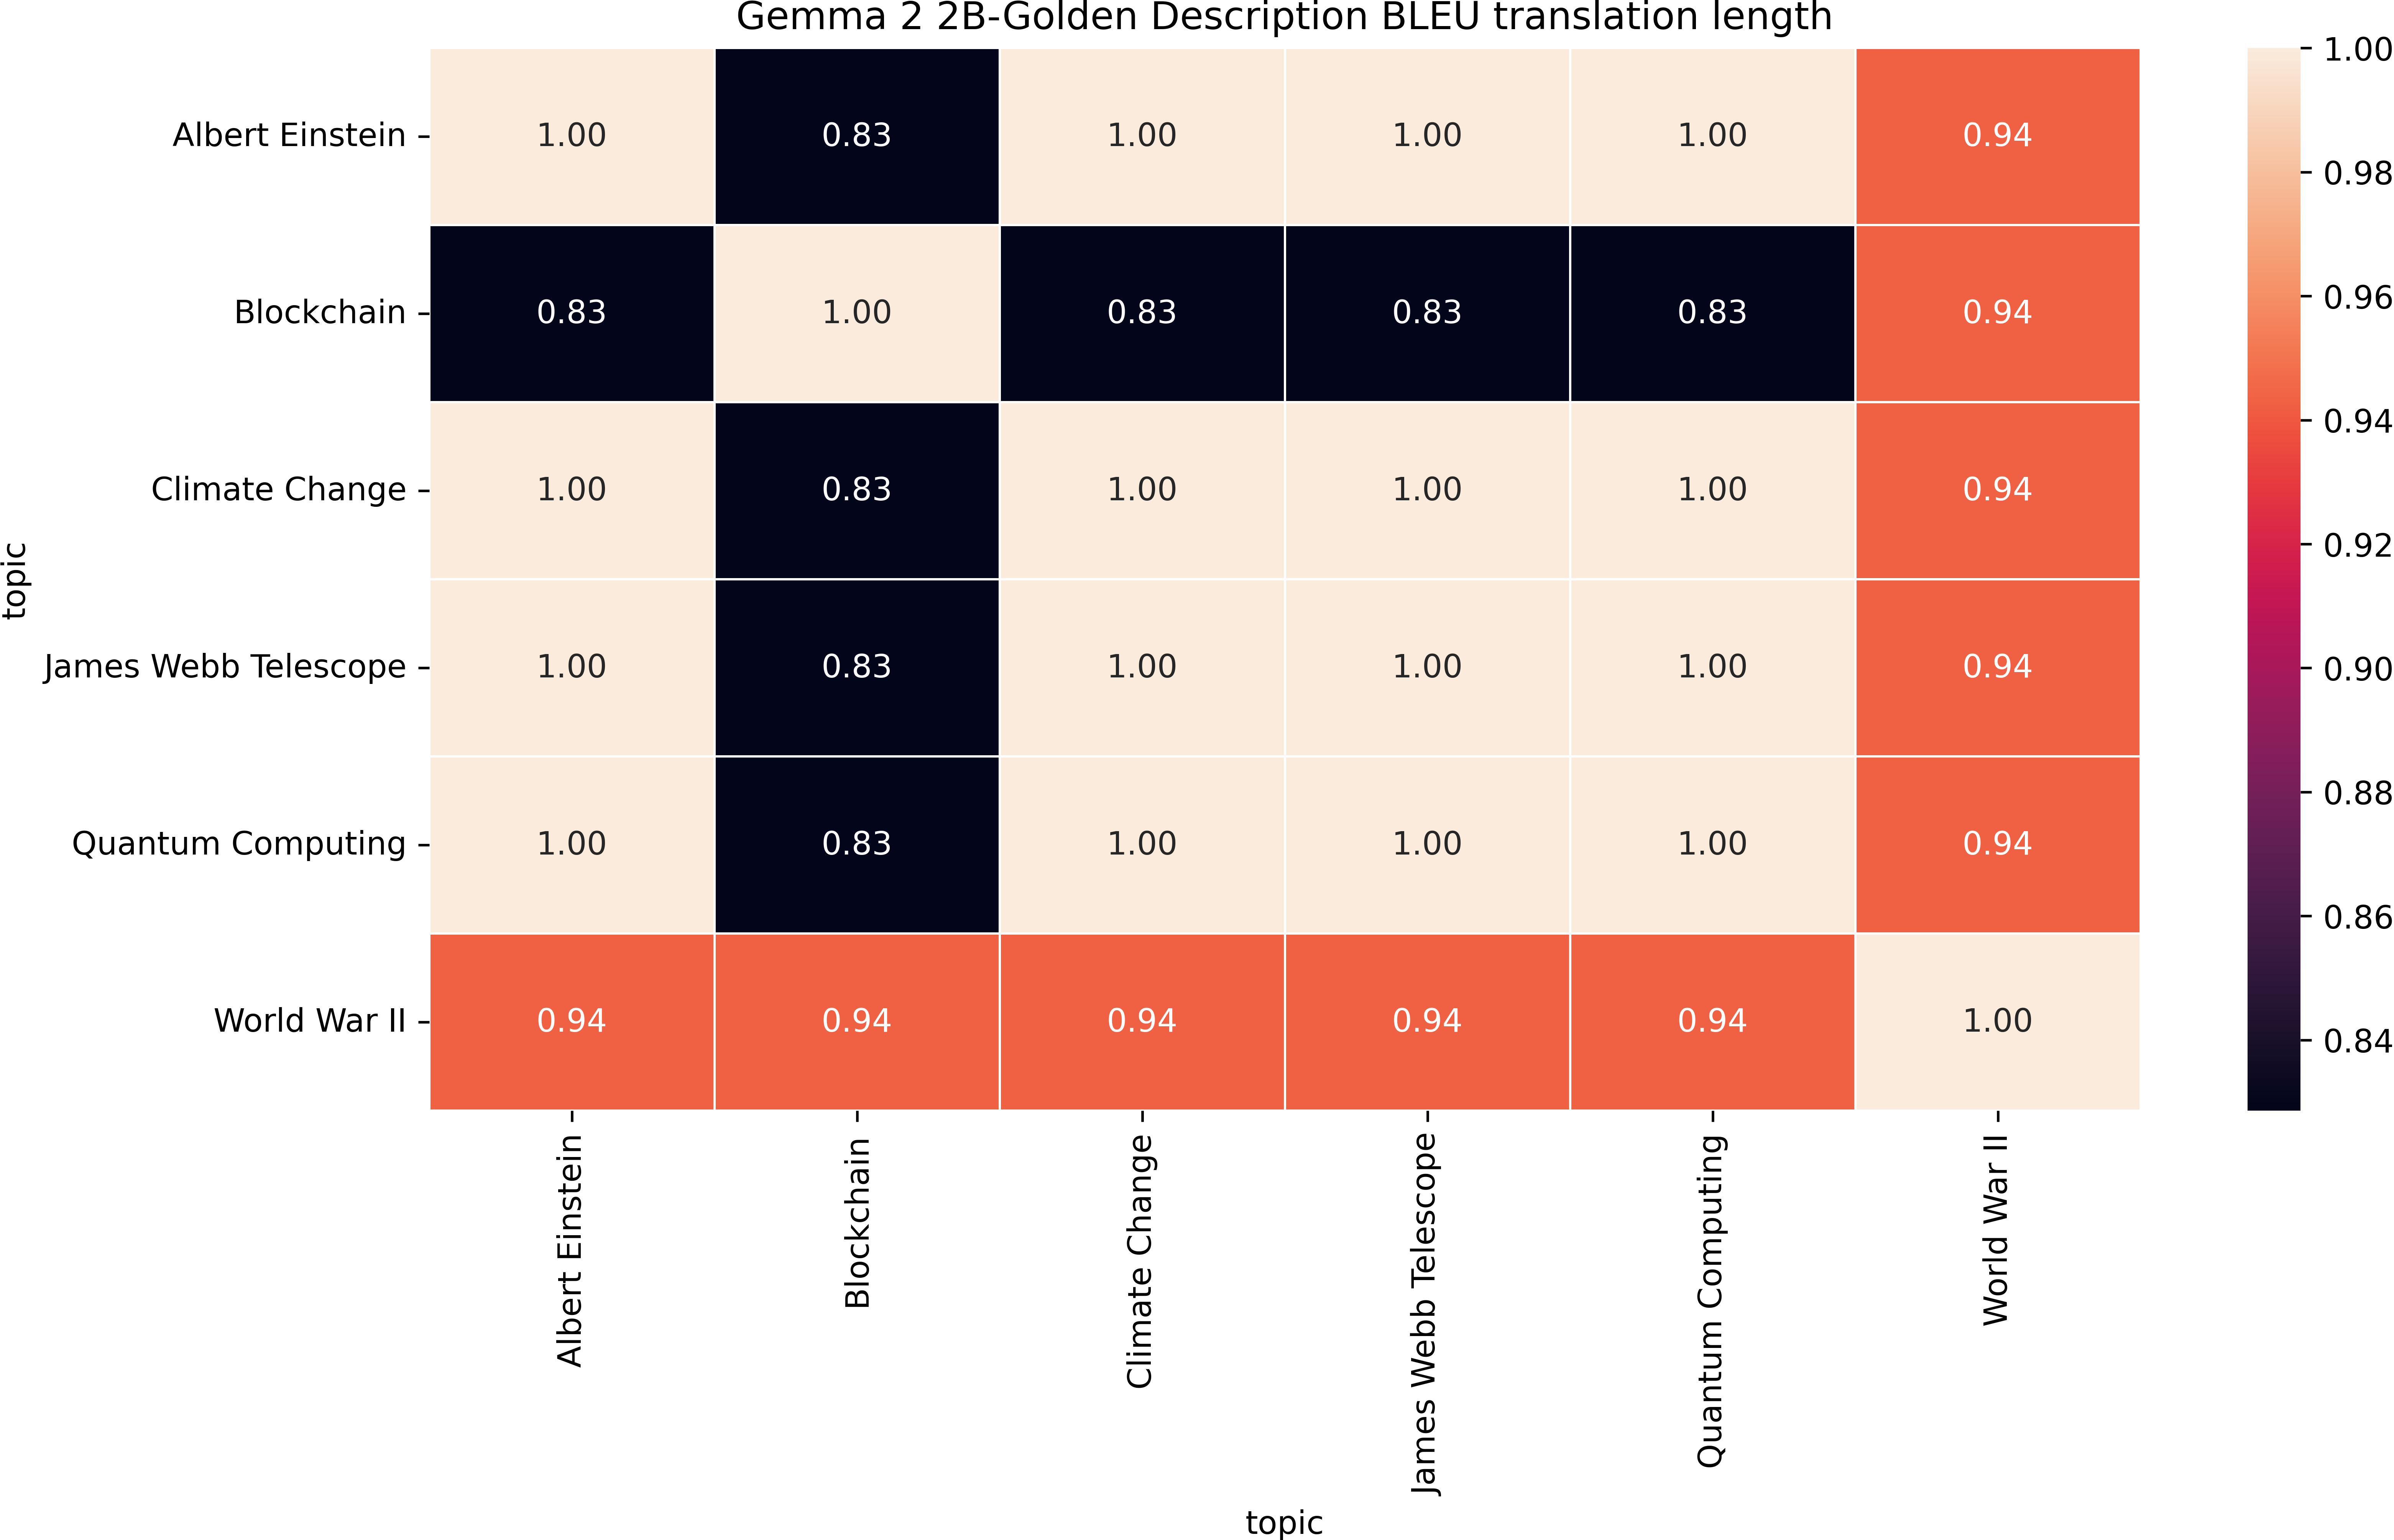 Gemma 2 2B-Golden Description BLEU translation length
topic
Albert Einstein 1.00 0.83 1.00 1.00 1.00 0.94
Blockchain 0.83 1.00 0.83 0.83 0.83 0.94
Climate Change 1.00 0.83 1.00 1.00 1.00 0.94
James Webb Telescope 1.00 0.83 1.00 1.00 1.00 0.94
Quantum Computing 1.00 0.83 1.00 1.00 1.00 0.94
World War II 0.94 0.94 0.94 0.94 0.94 1.00
Albert Einstein
Blockchain
Climate Change
James Webb Telescope
Quantum Computing
World War II
topic
1.00
0.98
0.96
0.94
0.92
0.90
0.88
0.86
0.84